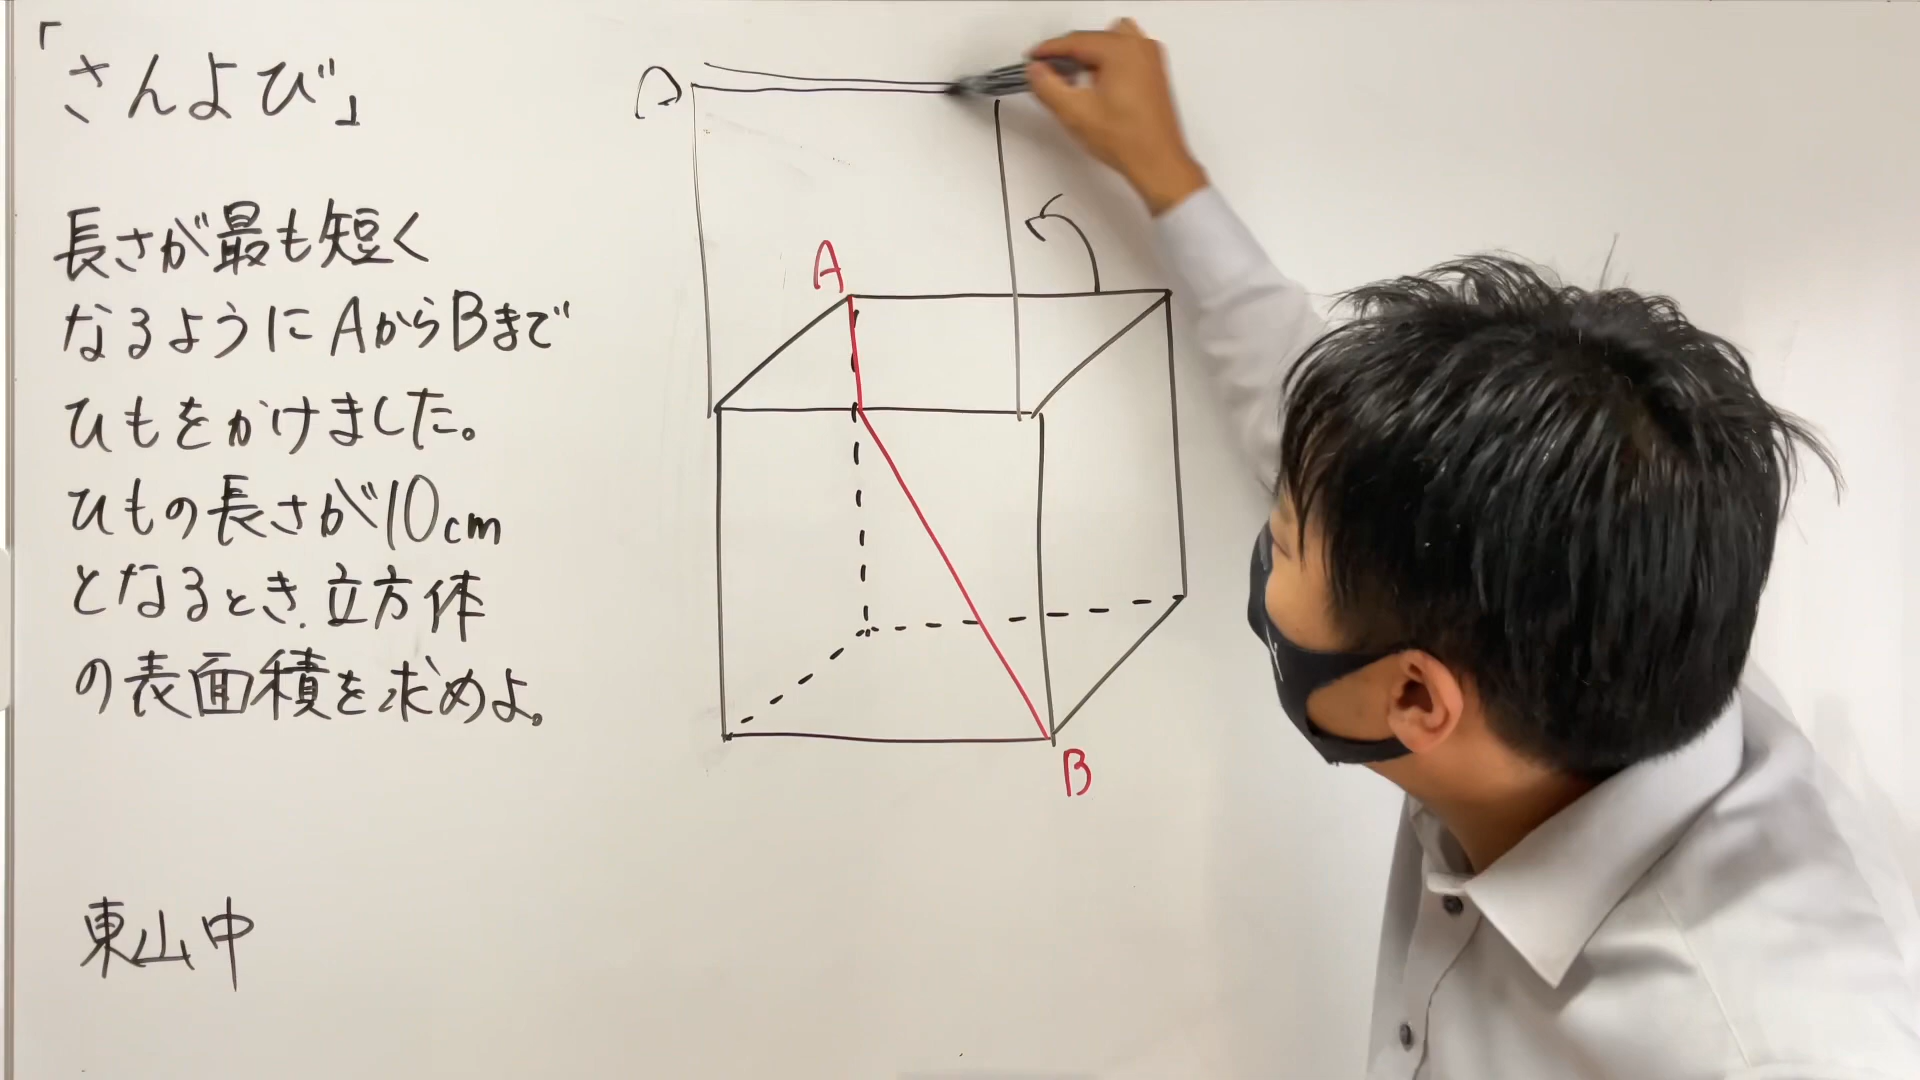 「さんよび」
長さが最も短く
なるようにAからBまで
ひもをかけました。
ひもの長さが10cm
となるとき、立方体
の表面積を求めよ。
東山中
A
B